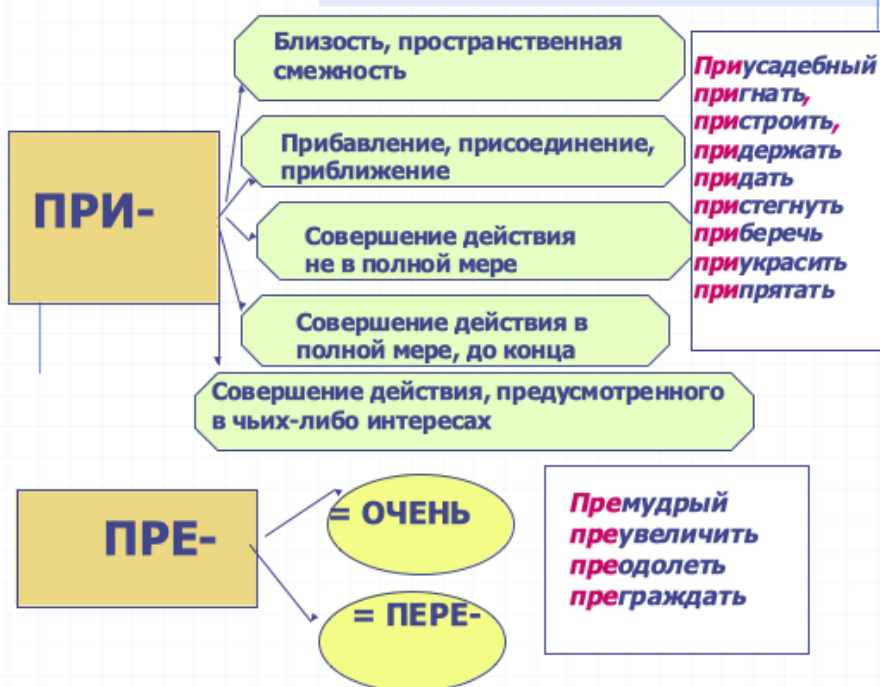 ПРИ-
Близость, пространственная
смежность
Прибавление, присоединение,
приближение
Совершение действия
не в полной мере
Совершение действия в
полной мере, до конца
Совершение действия, предусмотренного
в чьих-либо интересах
Приусадебный
пригнать,
пристроить,
придержать
придать
пристегнуть
приберечь
приукрасить
припрятать
ПРЕ-
= ОЧЕНЬ
= ПЕРЕ-
Премудрый
преувеличить
преодолеть
преграждать